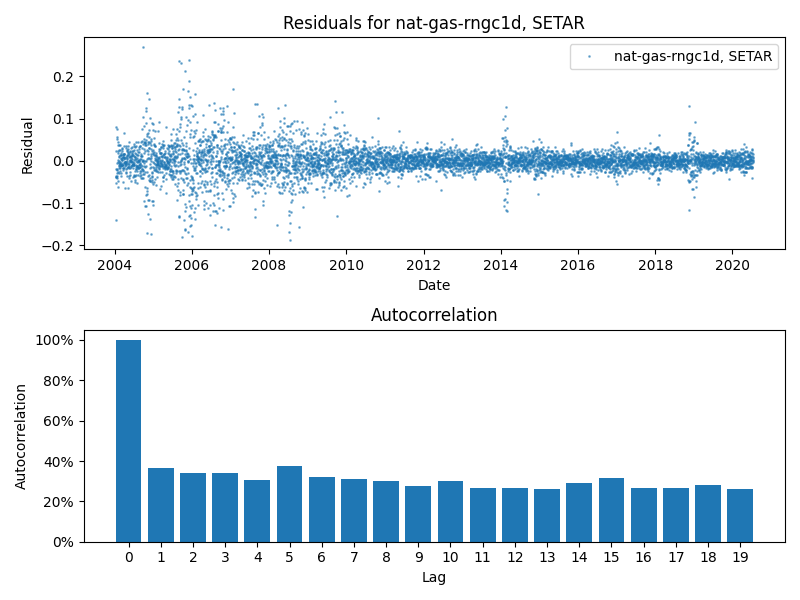 Residuals for nat-gas-rngc1d, SETAR
nat-gas-rngc1d, SETAR
Residual
0.2
0.1
0.0
−0.1
−0.2
2004 2006 2008 2010 2012 2014 2016 2018 2020
Date
Autocorrelation
Autocorrelation
100%
80%
60%
40%
20%
0%
0 1 2 3 4 5 6 7 8 9 10 11 12 13 14 15 16 17 18 19
Lag